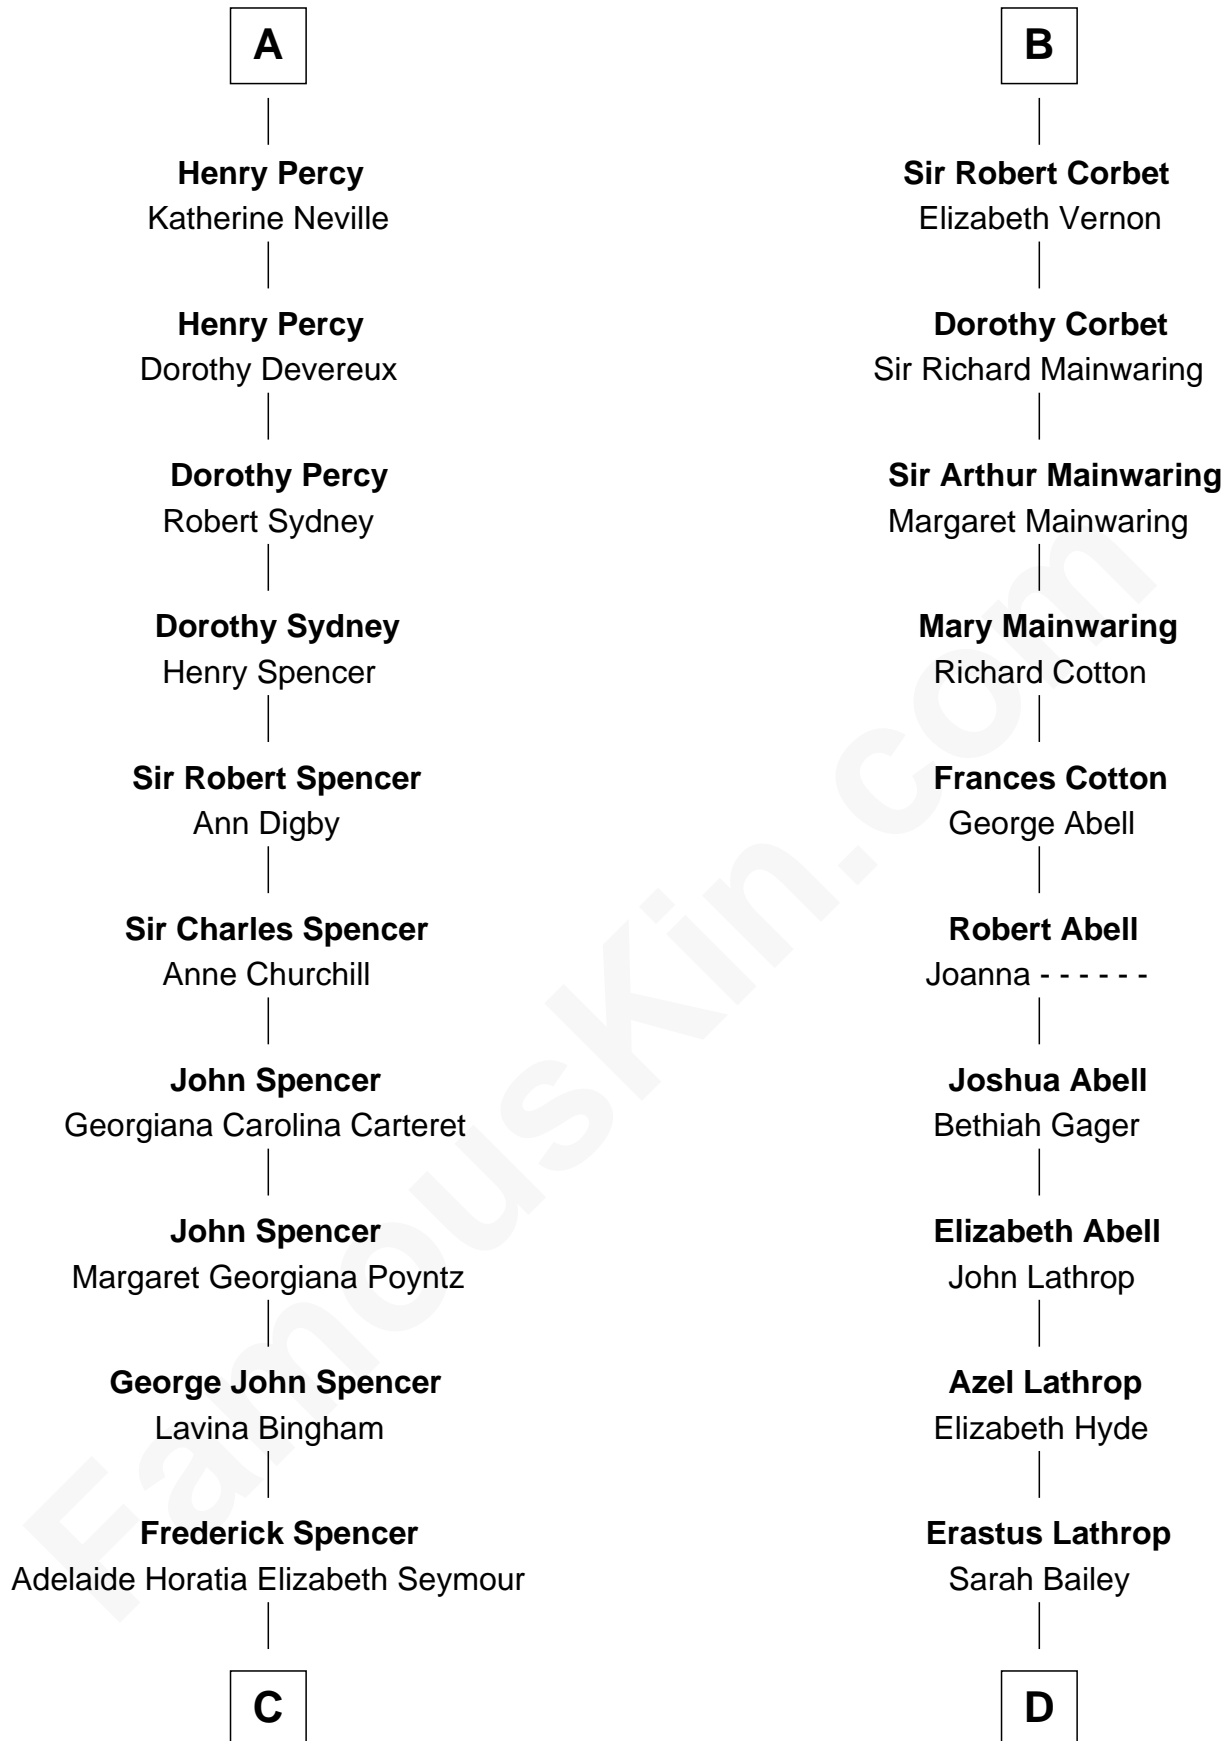 A
Henry Percy
Katherine Neville
Henry Percy
Dorothy Devereux
Dorothy Percy
Robert Sydney
Dorothy Sydney
Henry Spencer
Sir Robert Spencer
Ann Digby
Sir Charles Spencer
Anne Churchill
John Spencer
Georgiana Carolina Carteret
John Spencer
Margaret Georgiana Poyntz
George John Spencer
Lavina Bingham
Frederick Spencer
Adelaide Horatia Elizabeth Seymour
C
B
Sir Robert Corbet
Elizabeth Vernon
Dorothy Corbet
Sir Richard Mainwaring
Sir Arthur Mainwaring
Margaret Mainwaring
Mary Mainwaring
Richard Cotton
Frances Cotton
George Abell
Robert Abell
Joanna - - - - - -
Joshua Abell
Bethiah Gager
Elizabeth Abell
John Lathrop
Azel Lathrop
Elizabeth Hyde
Erastus Lathrop
Sarah Bailey
D
FamousKin.com